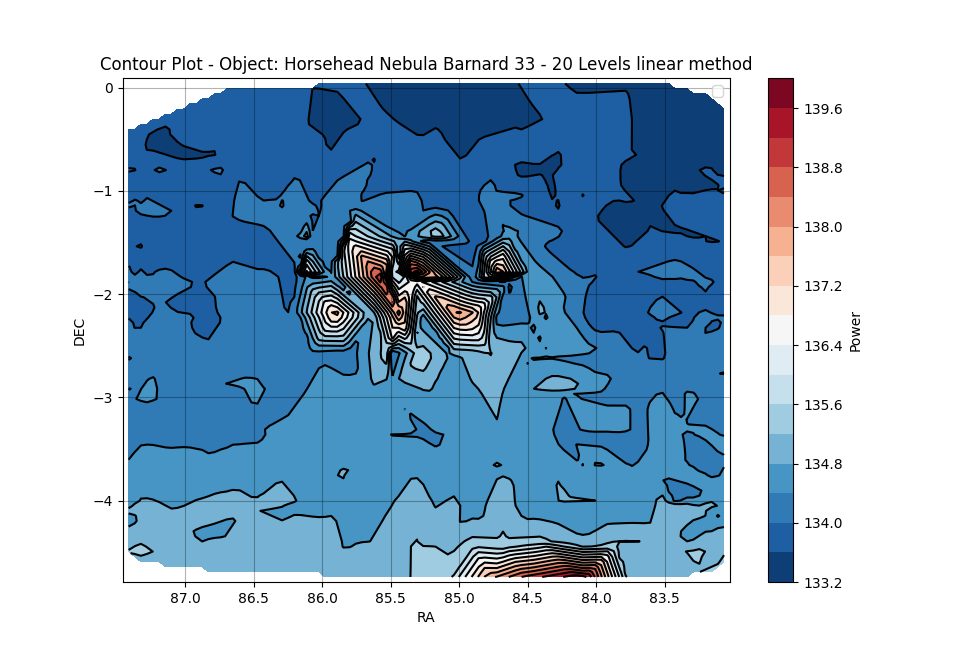 Contour Plot - Object: Horsehead Nebula Barnard 33 - 20 Levels linear method
0
−1
−2
−3
−4
DEC
87.0 86.5 86.0 85.5 85.0 84.5 84.0 83.5
RA
139.6
138.8
138.0
137.2
136.4
135.6
134.8
134.0
133.2
Power